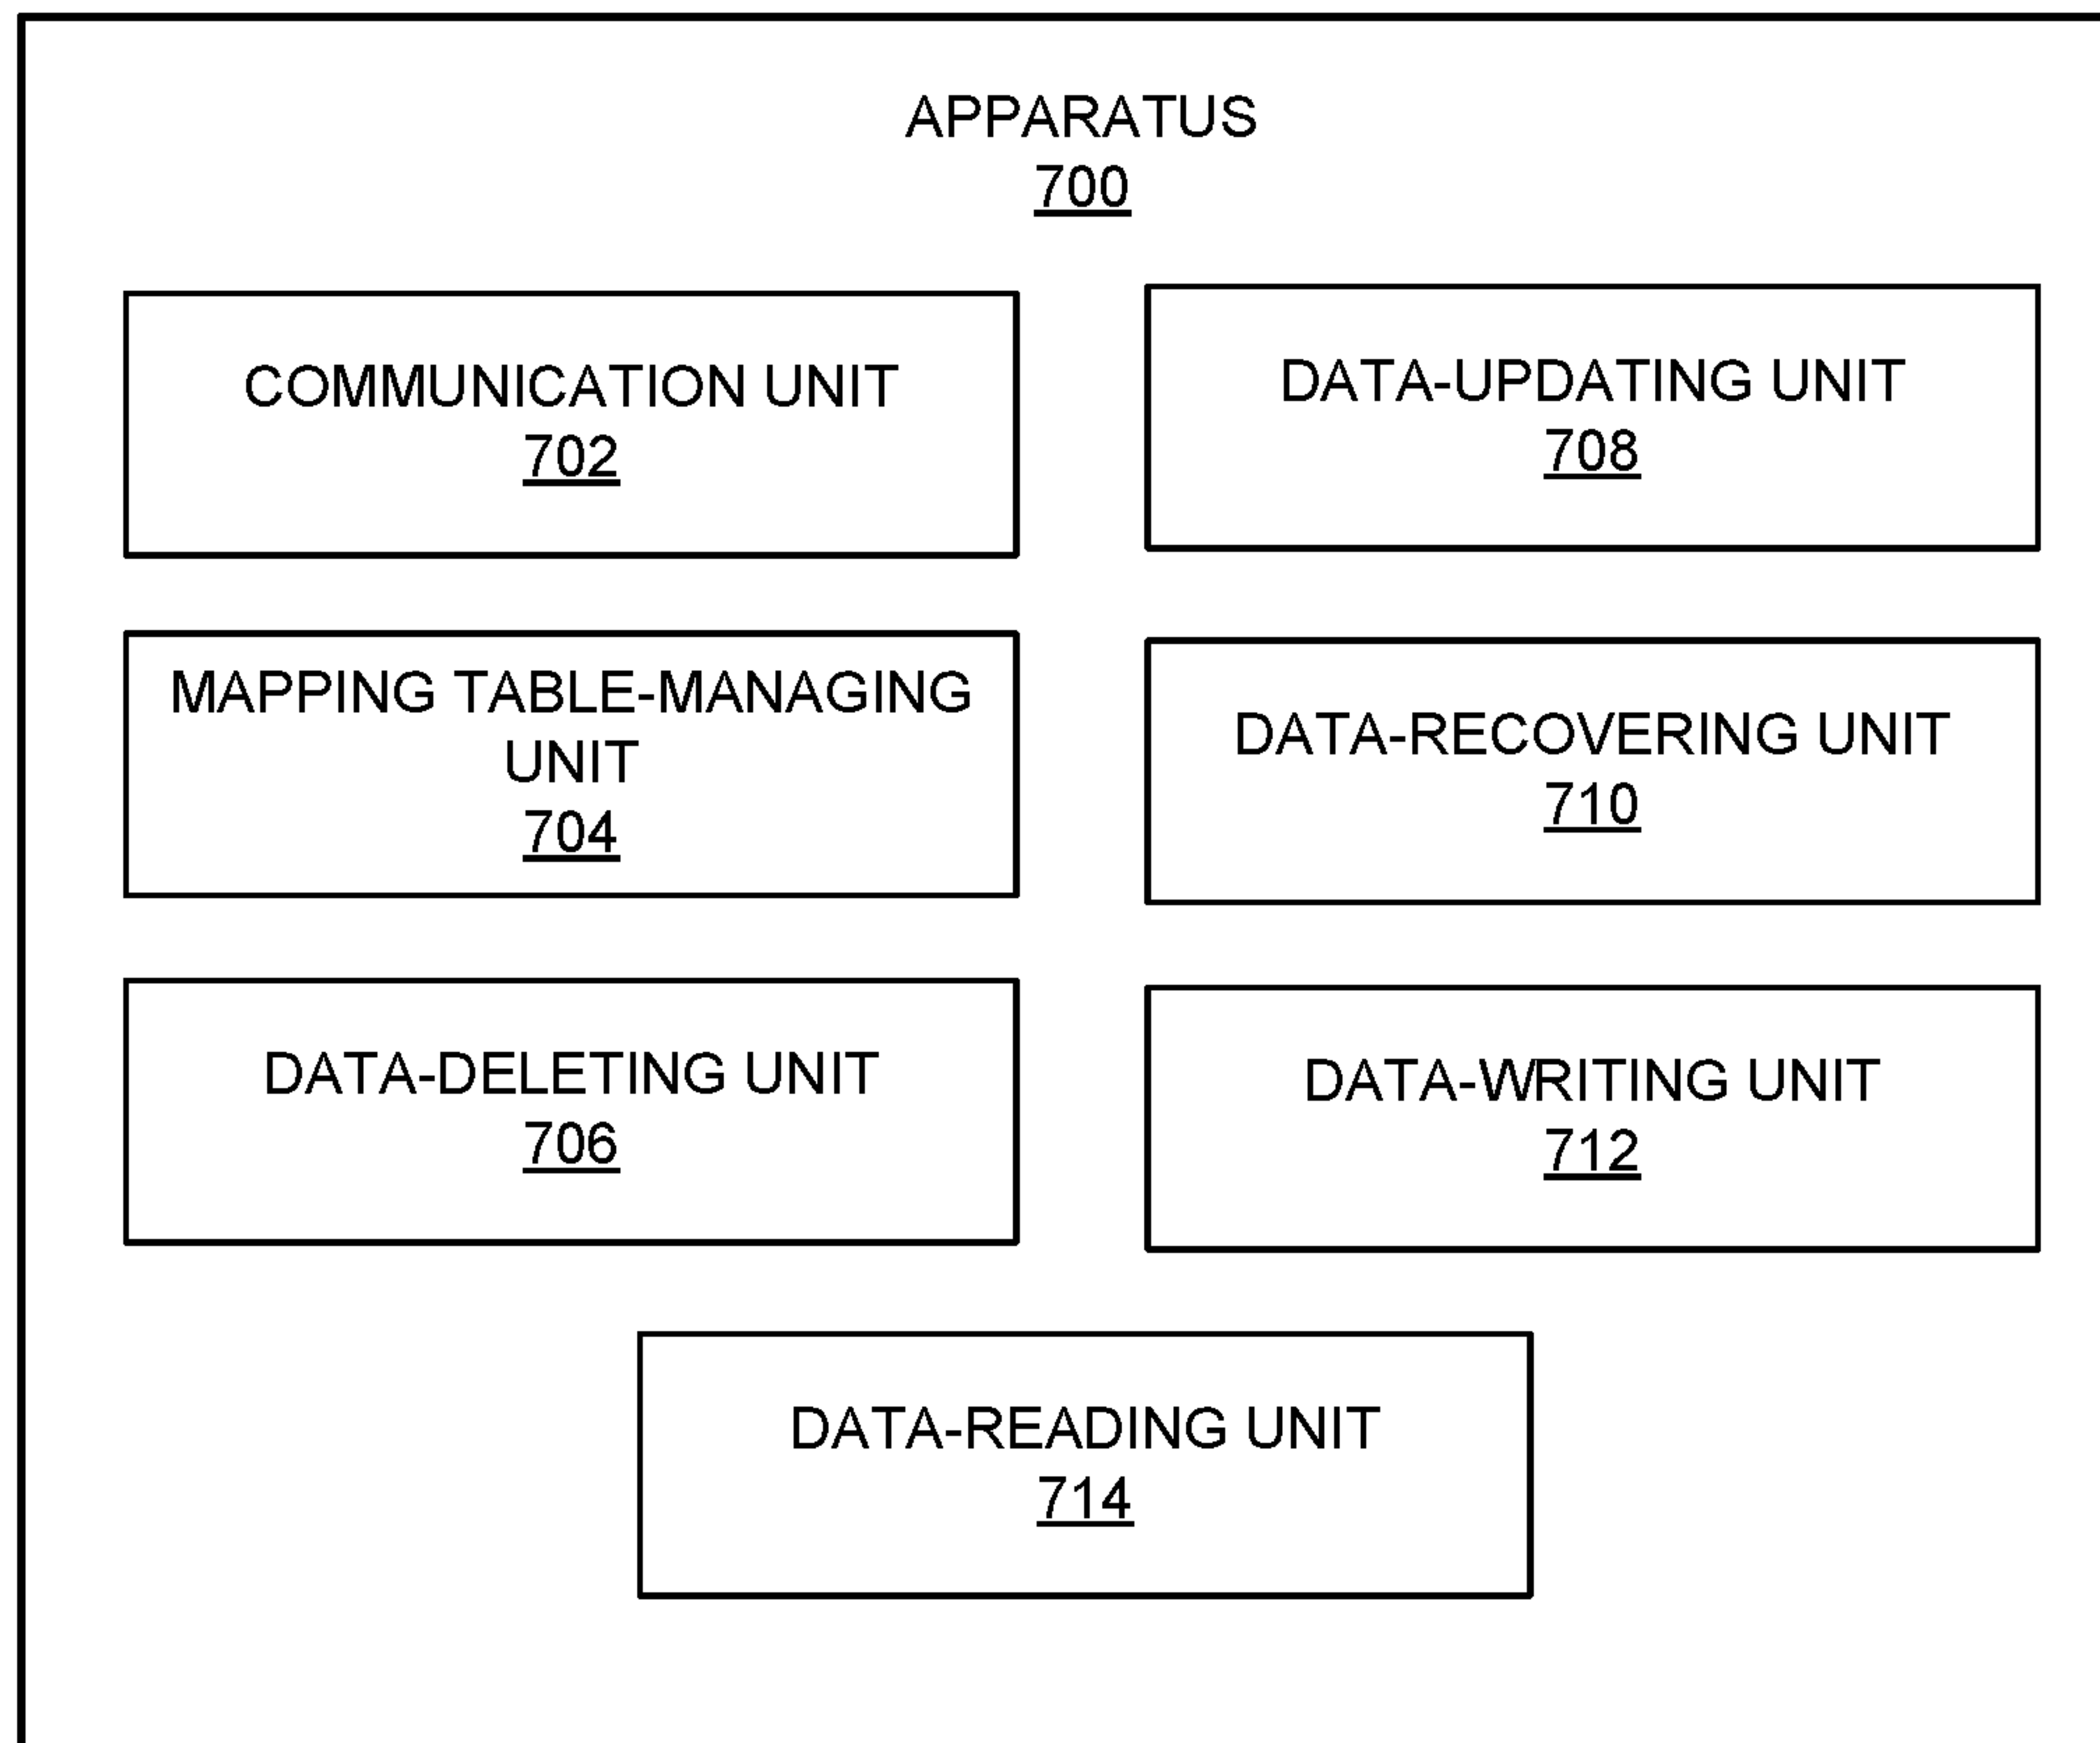 APPARATUS
700
COMMUNICATION UNIT
702
MAPPING TABLE-MANAGING
UNIT
704
DATA-DELETING UNIT
706
DATA-UPDATING UNIT
708
DATA-RECOVERING UNIT
710
DATA-WRITING UNIT
712
DATA-READING UNIT
714